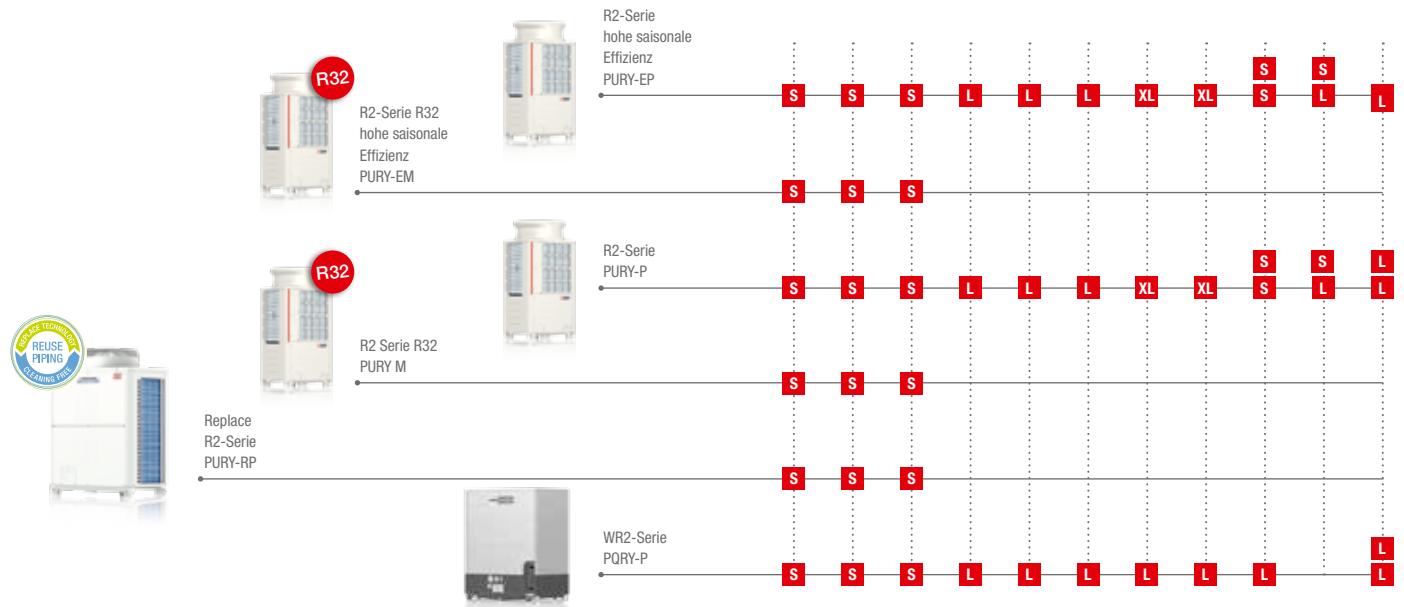 R2-Serie
hohe saisonale
Effizienz
PURY-EP
S S
S S S L L L XL XL S L L
R32
R2-Serie R32
hohe saisonale
Effizienz
PURY-EM
S S S
R2-Serie
PURY-P
S S L
S S S L L L XL XL S L L
R32
R2 Serie R32
PURY M
S S S
REPLACE TECHNOLOGY
REUSE
PIPING
CLEANING FREE
Replace
R2-Serie
PURY-RP
S S S
WR2-Serie
PQRY-P
L
S S S L L L L L L L